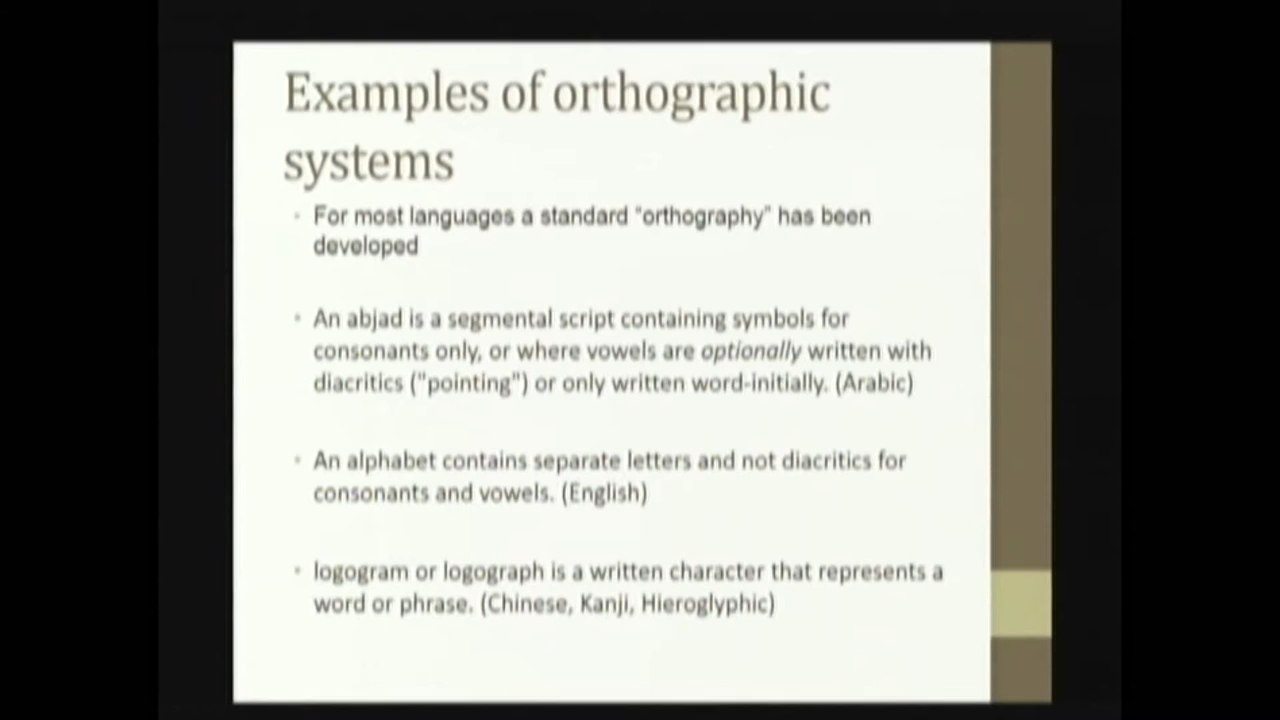 Examples of orthographic
systems
· For most languages a standard "orthography" has been
developed
· An abjad is a segmental script containing symbols for
consonants only, or where vowels are optionally written with
diacritics ("pointing") or only written word-initially. (Arabic)
· An alphabet contains separate letters and not diacritics for
consonants and vowels. (English)
· logogram or logograph is a written character that represents a
word or phrase. (Chinese, Kanji, Hieroglyphic)